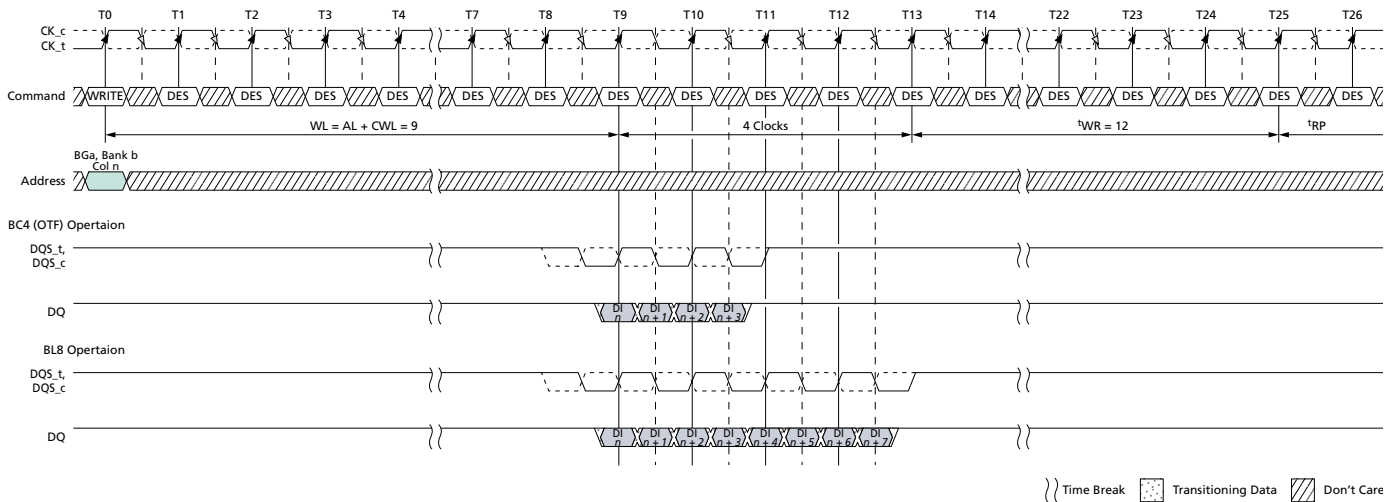 T0 T1 T2 T3 T4 T7 T8 T9 T10 T11 T12 T13 T14 T22 T23 T24 T25 T26
CK_c
CK_t
Command WRITE DES DES DES DES DES DES DES DES DES DES DES DES DES DES DES DES DES
WL = AL + CWL = 9 4 Clocks tWR = 12 tRP
BGa, Bank b
Col n
Address
BC4 (OTF) Opertaion
DQS_t,
DQS_c
DQ DI n DI n + 1 DI n + 2 DI n + 3
BL8 Opertaion
DQS_t,
DQS_c
DQ DI n DI n + 1 DI n + 2 DI n + 3 DI n + 4 DI n + 5 DI n + 6 DI n + 7
Time Break Transitioning Data Don't Care